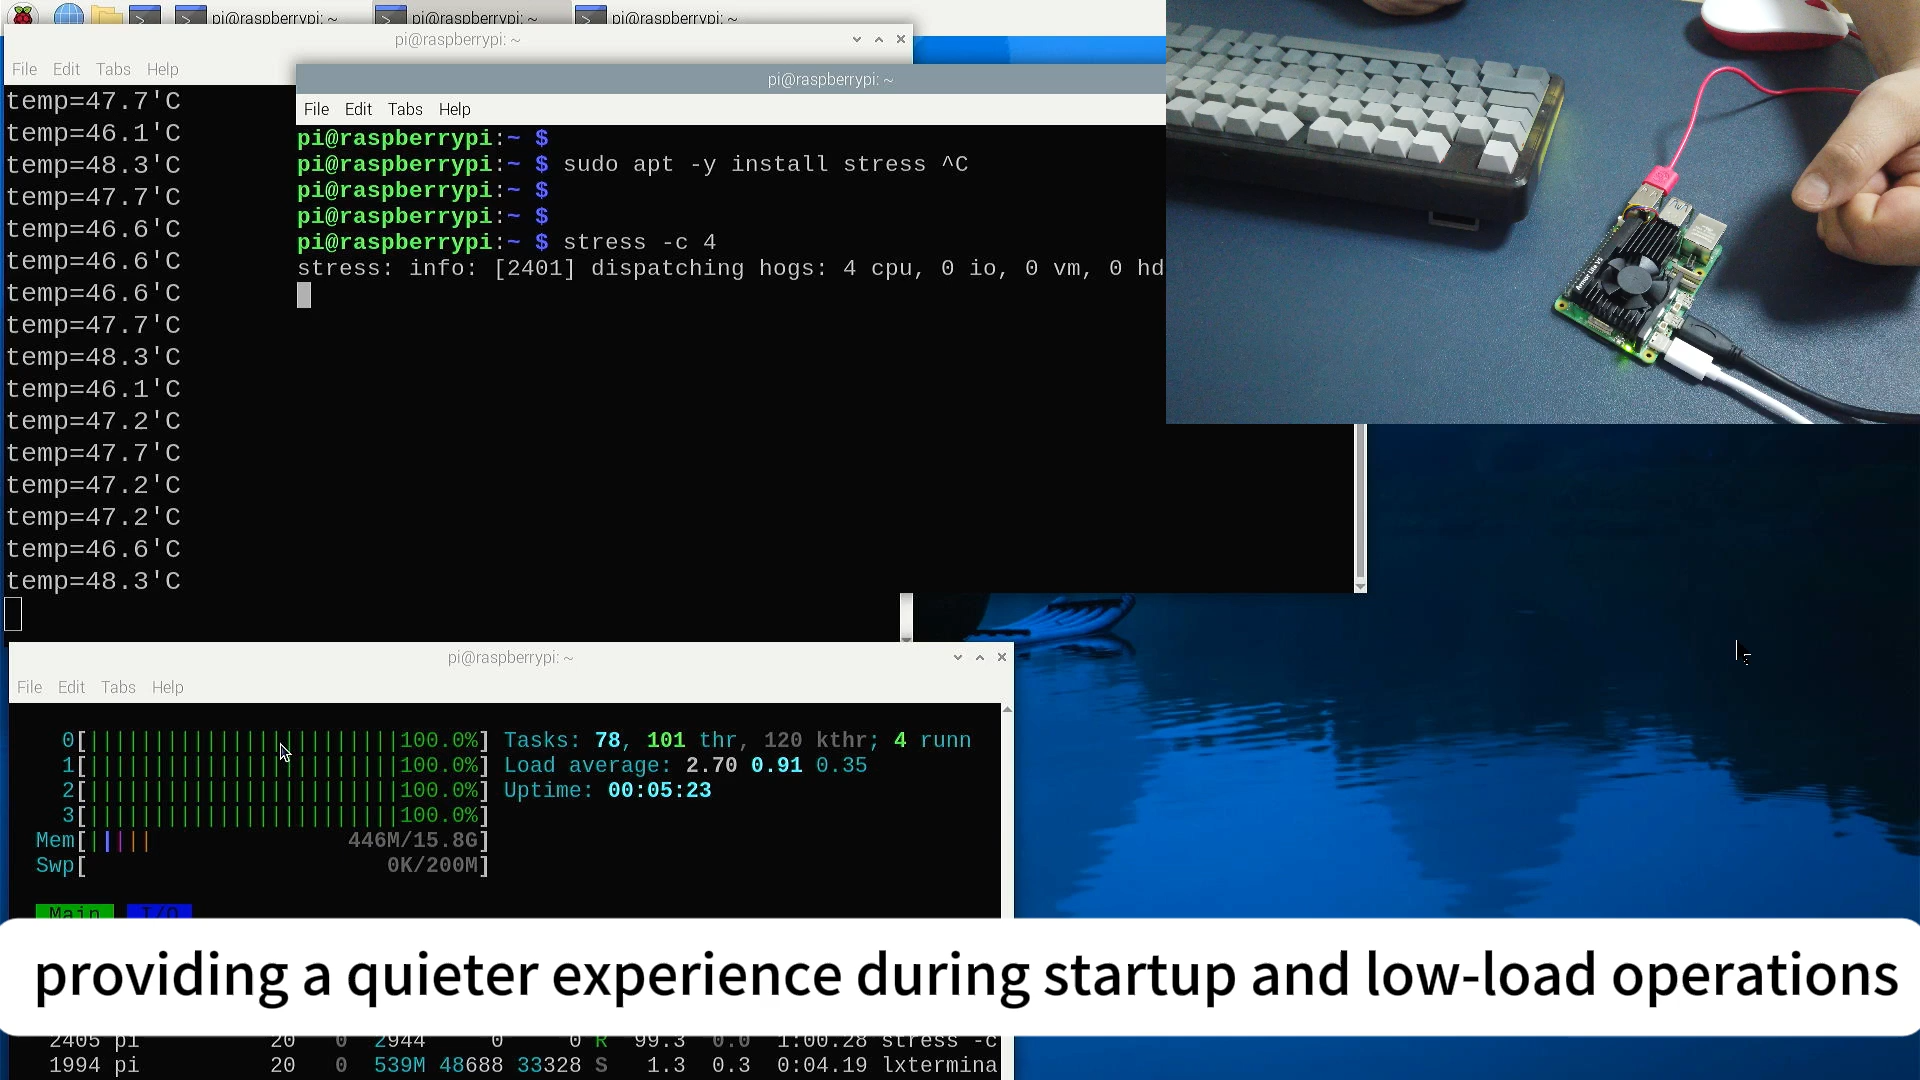 pi@raspberrypi: ~
pi@raspberrypi: ~
pi@raspberrypi: ~
pi@raspberrypi: ~
File Edit Tabs Help
temp=47.7'C
temp=46.1'C
temp=48.3'C
temp=47.7'C
temp=46.6'C
temp=46.6'C
temp=46.6'C
temp=47.7'C
temp=48.3'C
temp=46.1'C
temp=47.2'C
temp=47.7'C
temp=47.2'C
temp=47.2'C
temp=46.6'C
temp=48.3'C
pi@raspberrypi: ~
File Edit Tabs Help
pi@raspberrypi:~ $
pi@raspberrypi:~ $ sudo apt -y install stress ^C
pi@raspberrypi:~ $
pi@raspberrypi:~ $
pi@raspberrypi:~ $ stress -c 4
stress: info: [2401] dispatching hogs: 4 cpu, 0 io, 0 vm, 0 hd
Armor Lite V5
pi@raspberrypi: ~
File Edit Tabs Help
0[||||||||||||||||||||||||100.0%] Tasks: 78, 101 thr, 120 kthr; 4 runn
1[||||||||||||||||||||||||100.0%] Load average: 2.70 0.91 0.35
2[||||||||||||||||||||||||100.0%] Uptime: 00:05:23
3[||||||||||||||||||||||||100.0%]
Mem[||||| 446M/15.8G]
Swp[ 0K/200M]
Main I/O
providing a quieter experience during startup and low-load operations
2405 pi 20 0 2944 0 0 R 99.3 0.0 1:00.28 stress -c
1994 pi 20 0 539M 48688 33328 S 1.3 0.3 0:04.19 lxtermina